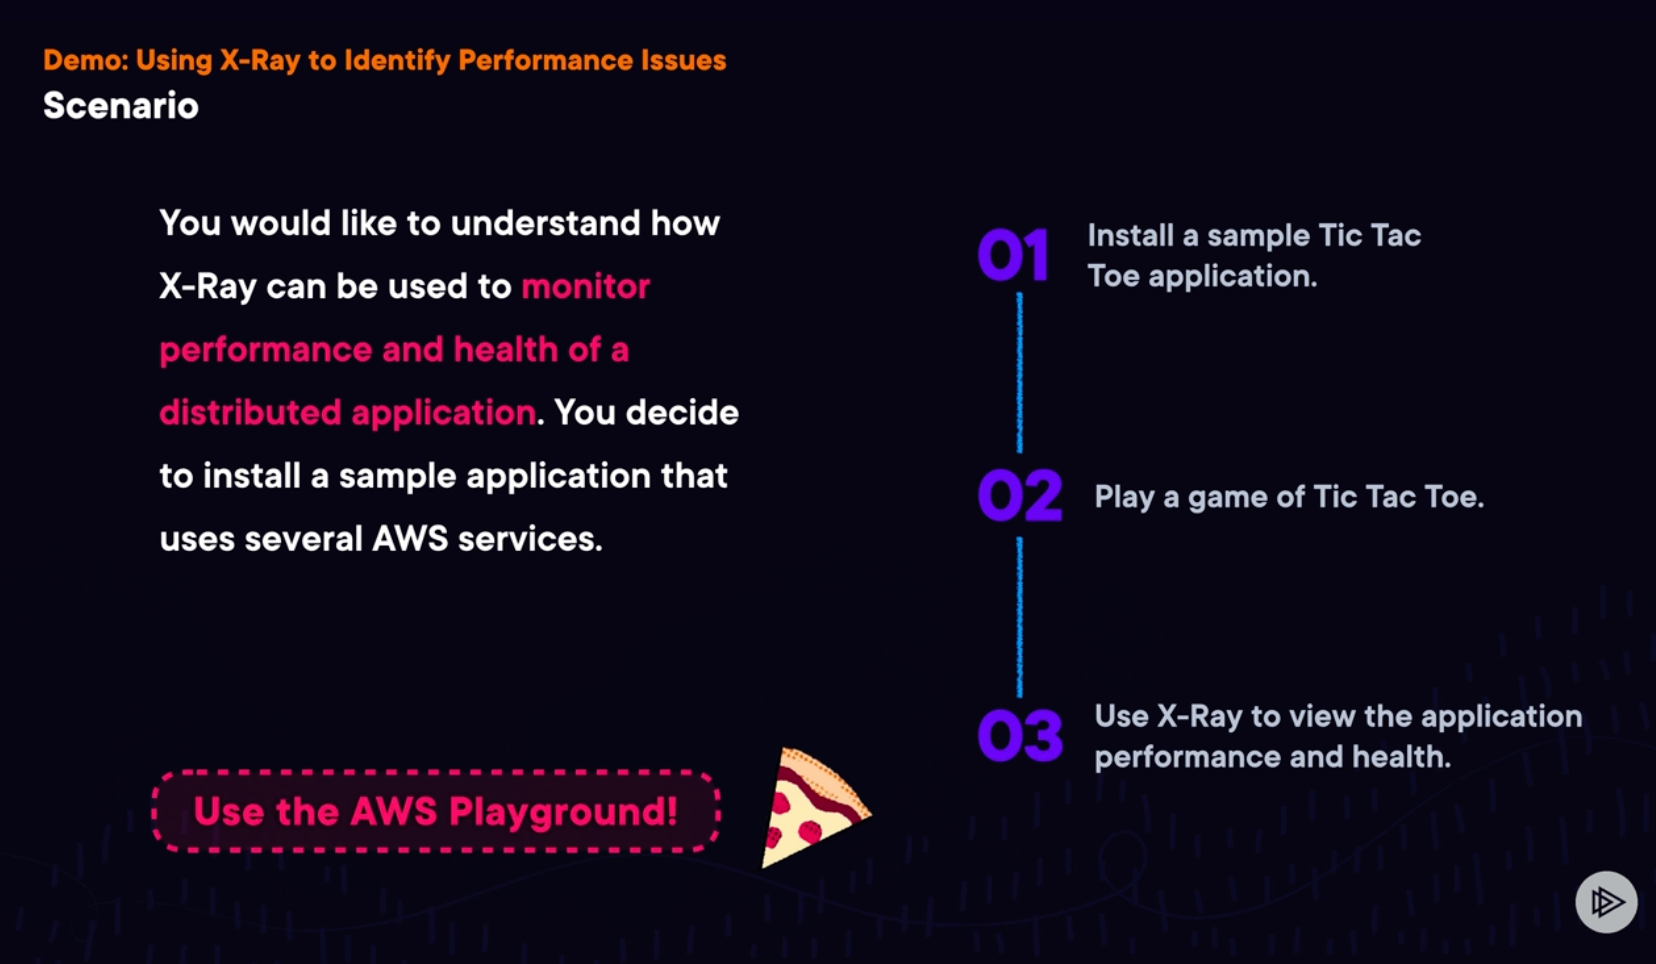 Demo: Using X-Ray to Identify Performance Issues
Scenario
You would like to understand how
X-Ray can be used to monitor
performance and health of a
distributed application. You decide
to install a sample application that
uses several AWS services.
Use the AWS Playground!
01
Install a sample Tic Tac
Toe application.
02
Play a game of Tic Tac Toe.
03
Use X-Ray to view the application
performance and health.